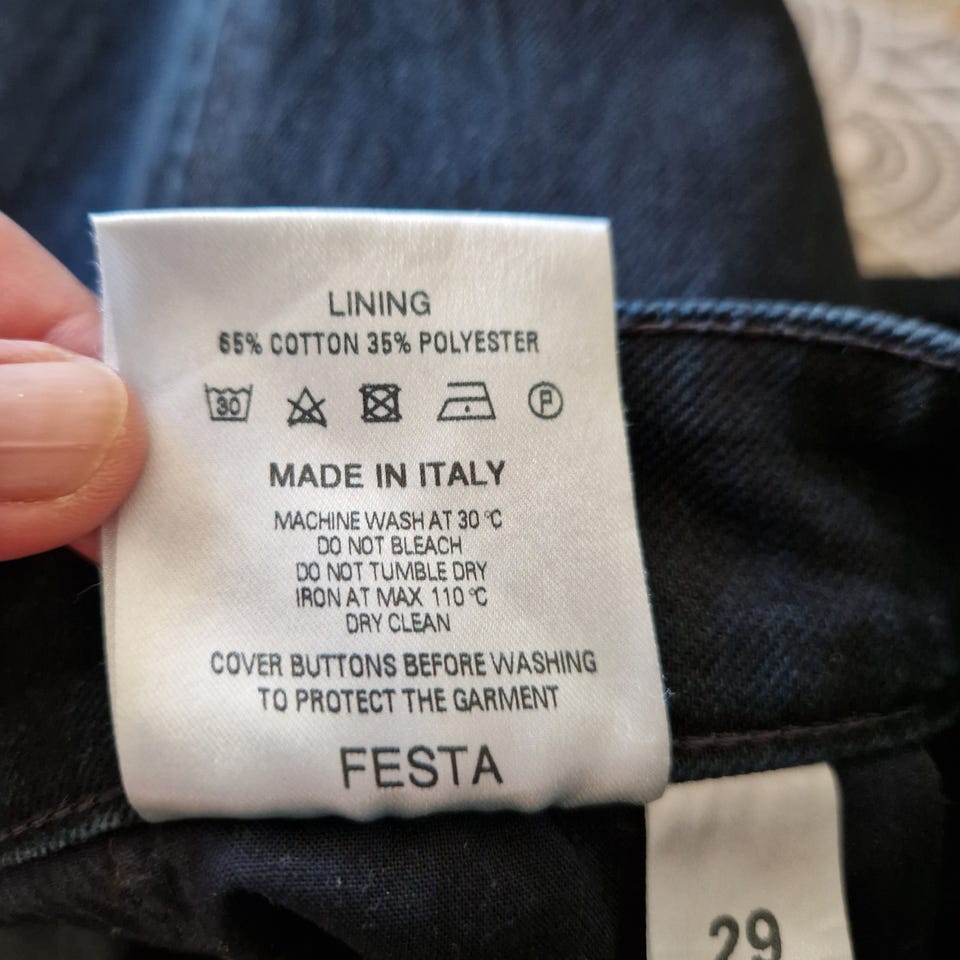 LINING
65% COTTON 35% POLYESTER
30 P
MADE IN ITALY
MACHINE WASH AT 30 °C
DO NOT BLEACH
DO NOT TUMBLE DRY
IRON AT MAX 110 °C
DRY CLEAN
COVER BUTTONS BEFORE WASHING
TO PROTECT THE GARMENT
FESTA
29